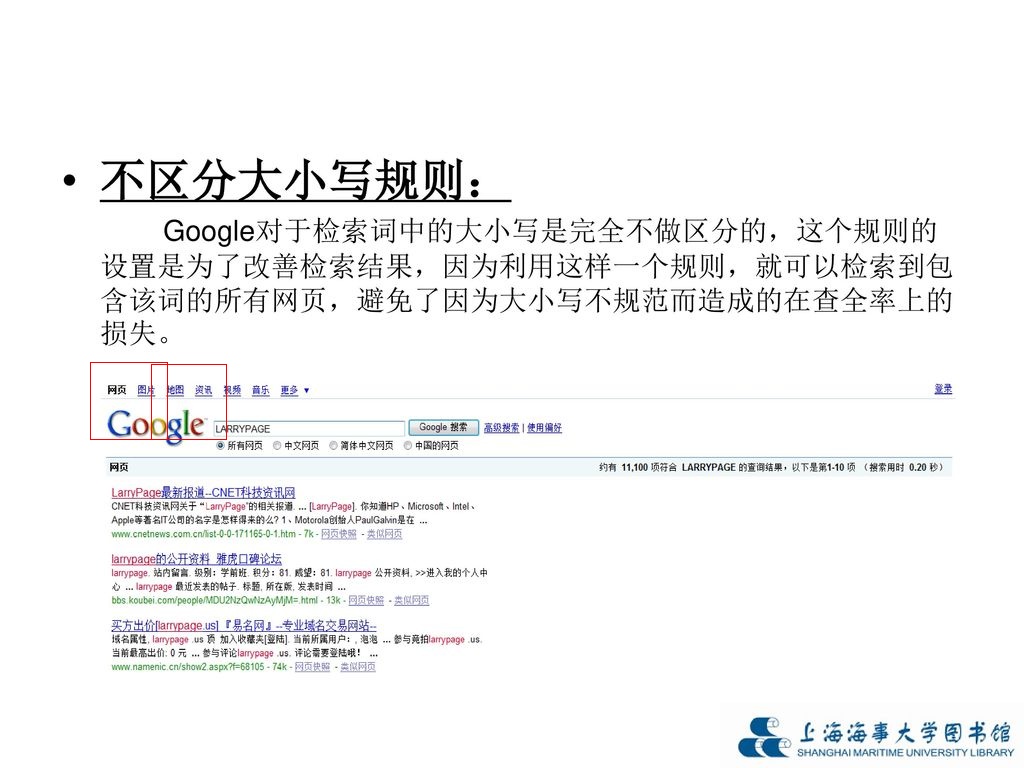 • 不区分大小写规则：
Google对于检索词中的大小写是完全不做区分的，这个规则的
设置是为了改善检索结果，因为利用这样一个规则，就可以检索到包
含该词的所有网页，避免了因为大小写不规范而造成的在查全率上的
损失。
网页 图片 地图 资讯 视频 音乐 更多 ▼ 登录
Google LARRYPAGE Google 搜索 高级搜索 | 使用偏好
所有网页 中文网页 简体中文网页 中国的网页
网页 约有 11,100 项符合 LARRYPAGE 的查询结果，以下是第1-10 项 （搜索用时 0.20 秒）
LarryPage最新报道--CNET科技资讯网
CNET科技资讯网关于“LarryPage”的相关报道. ... [LarryPage]. 你知道HP、Microsoft、Intel、
Apple等著名IT公司的名字是怎样得来的么? 1、Motorola创始人PaulGalvin是在 ...
www.cnetnews.com.cn/list-0-0-171165-0-1.htm - 7k - 网页快照 - 类似网页
larrypage的公开资料_雅虎口碑论坛
larrypage. 站内留言. 级别：学前班. 积分：81. 威望：81. larrypage 公开资料, >>进入我的个人中
心 ... larrypage 最近发表的帖子. 标题, 所在版, 发表时间 ...
bbs.koubei.com/people/MDU2NzQwNzAyMjM=.html - 13k - 网页快照 - 类似网页
买方出价[larrypage.us]『易名网』--专业域名交易网站--
域名属性, larrypage .us 顶 加入收藏夹[登陆]. 当前所属用户：, 泡泡 ... 参与竞拍larrypage .us.
当前最高出价: 0 元 ... 参与评论larrypage .us. 评论需要登陆哦！ ...
www.namenic.cn/show2.aspx?f=68105 - 74k - 网页快照 - 类似网页
上海海事大学图书馆
SHANGHAI MARITIME UNIVERSITY LIBRARY